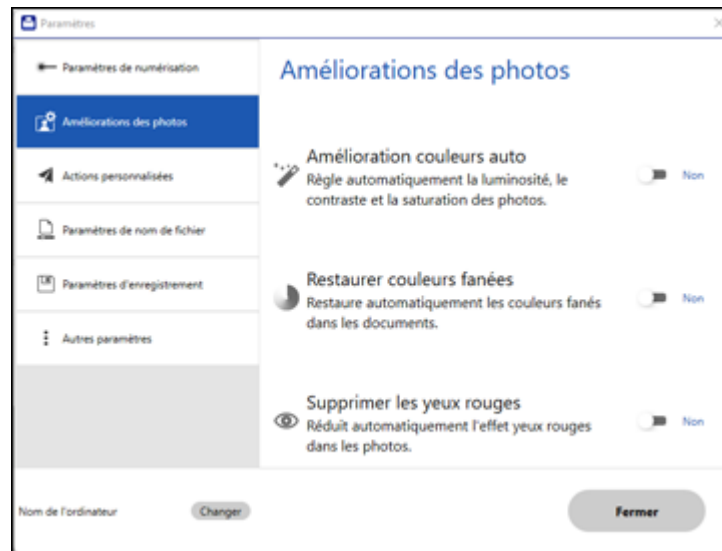 Paramètres
Paramètres de numérisation
Améliorations des photos
Actions personnalisées
Paramètres de nom de fichier
Paramètres d'enregistrement
Autres paramètres
Améliorations des photos
Amélioration couleurs auto
Règle automatiquement la luminosité, le
contraste et la saturation des photos.
Non
Restaurer couleurs fanées
Restaure automatiquement les couleurs fanés
dans les documents.
Non
Supprimer les yeux rouges
Réduit automatiquement l'effet yeux rouges
dans les photos.
Non
Nom de l'ordinateur
Changer
Fermer